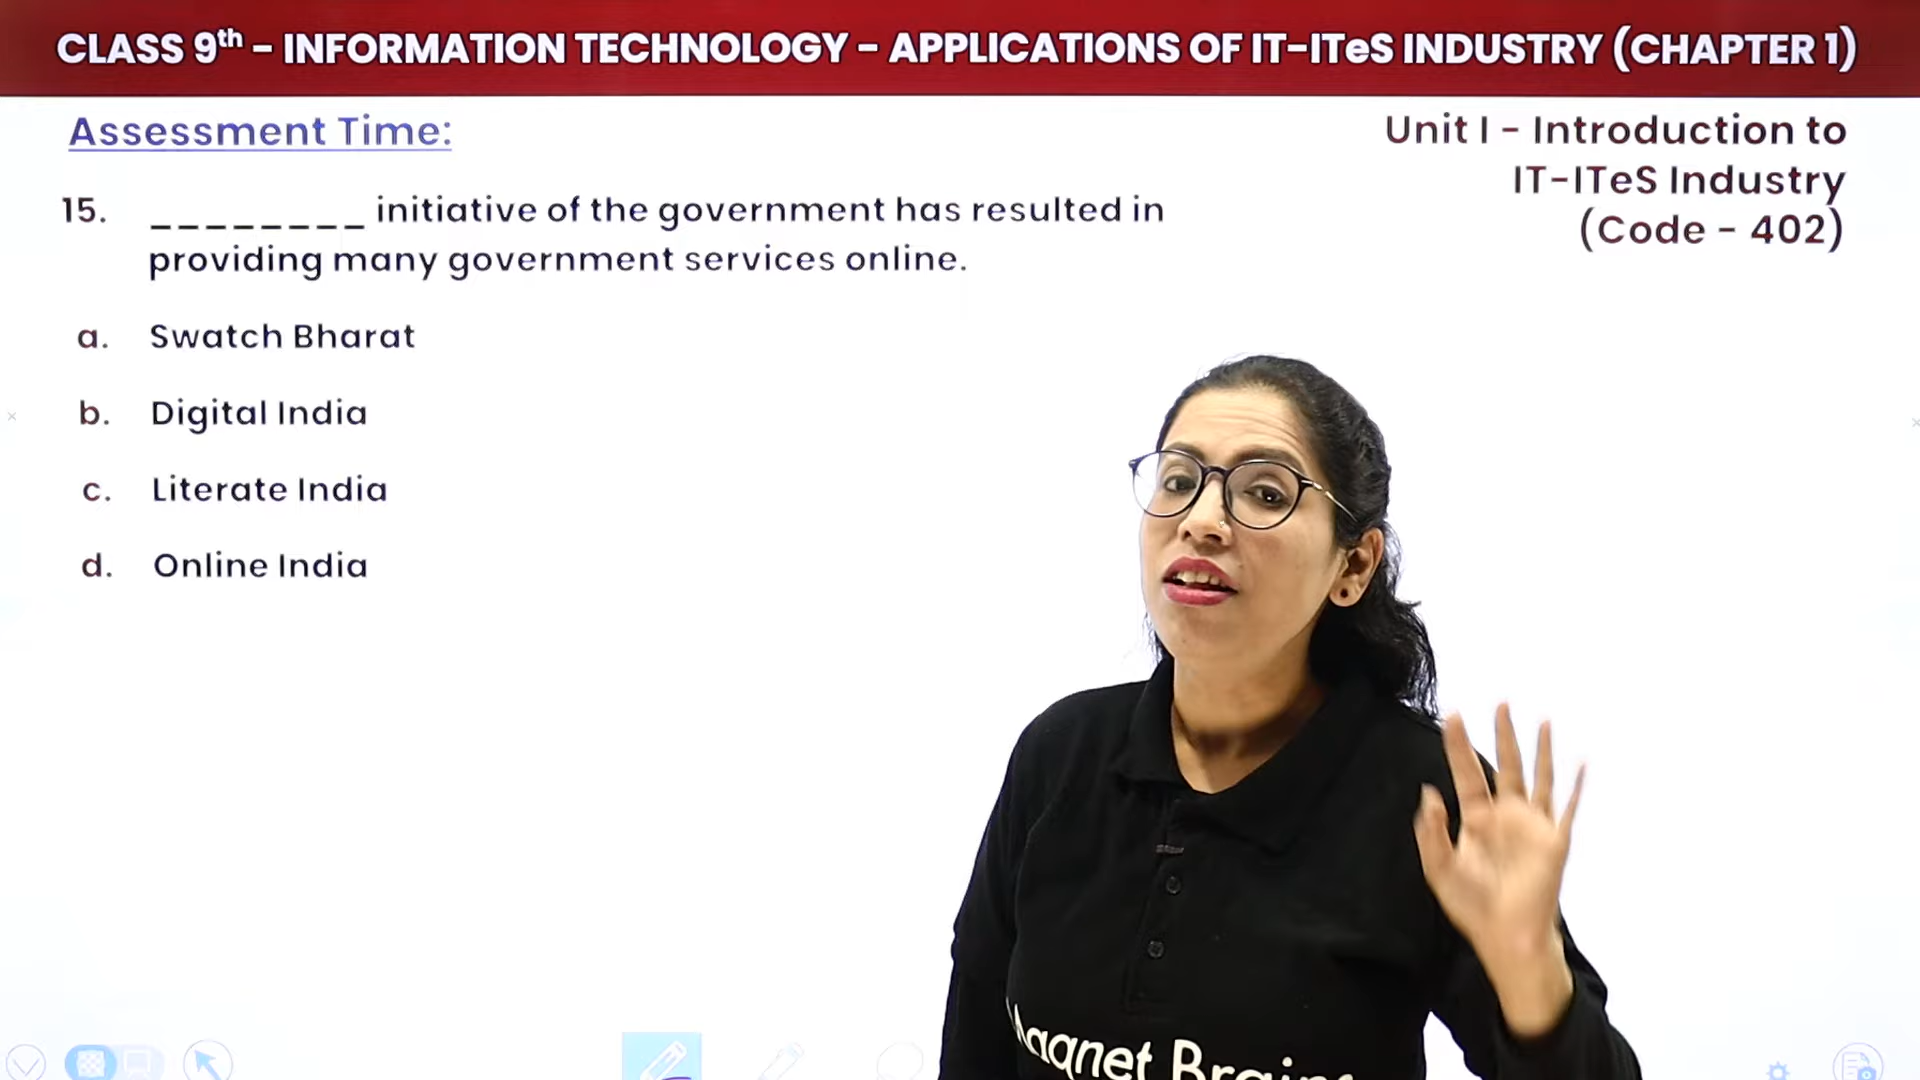 CLASS 9th - INFORMATION TECHNOLOGY - APPLICATIONS OF IT-ITeS INDUSTRY (CHAPTER 1)
Assessment Time:
Unit I - Introduction to
IT-ITeS Industry
(Code - 402)
15. ________ initiative of the government has resulted in
providing many government services online.
a. Swatch Bharat
b. Digital India
c. Literate India
d. Online India